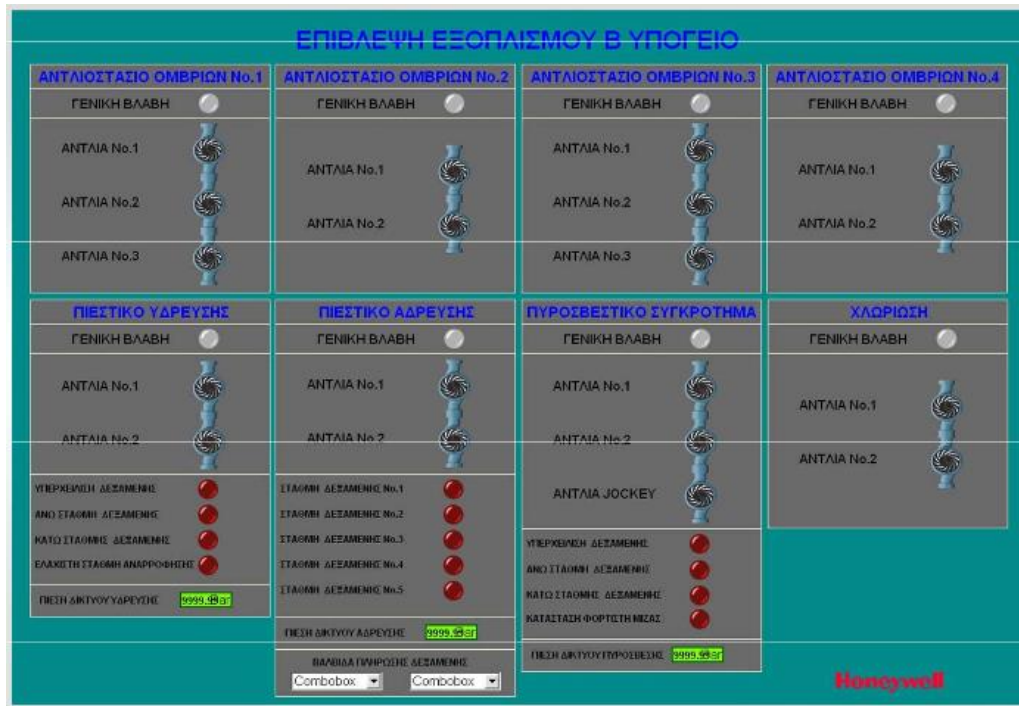 ΕΠΙΒΛΕΨΗ ΕΞΟΠΛΙΣΜΟΥ Β ΥΠΟΓΕΙΟ
ΑΝΤΛΙΟΣΤΑΣΙΟ ΟΜΒΡΙΩΝ No.1
ΓΕΝΙΚΗ ΒΛΑΒΗ
ΑΝΤΛΙΑ No.1
ΑΝΤΛΙΑ No.2
ΑΝΤΛΙΑ No.3
ΑΝΤΛΙΟΣΤΑΣΙΟ ΟΜΒΡΙΩΝ No.2
ΓΕΝΙΚΗ ΒΛΑΒΗ
ΑΝΤΛΙΑ No.1
ΑΝΤΛΙΑ No.2
ΑΝΤΛΙΟΣΤΑΣΙΟ ΟΜΒΡΙΩΝ No.3
ΓΕΝΙΚΗ ΒΛΑΒΗ
ΑΝΤΛΙΑ No.1
ΑΝΤΛΙΑ No.2
ΑΝΤΛΙΑ No.3
ΑΝΤΛΙΟΣΤΑΣΙΟ ΟΜΒΡΙΩΝ No.4
ΓΕΝΙΚΗ ΒΛΑΒΗ
ΑΝΤΛΙΑ No.1
ΑΝΤΛΙΑ No.2
ΠΙΕΣΤΙΚΟ ΥΔΡΕΥΣΗΣ
ΓΕΝΙΚΗ ΒΛΑΒΗ
ΑΝΤΛΙΑ No.1
ΑΝΤΛΙΑ No.2
ΥΠΕΡΧΕΙΛΙΣΗ ΔΕΞΑΜΕΝΗΣ
ΑΝΩ ΣΤΑΘΜΗ ΔΕΞΑΜΕΝΗΣ
ΚΑΤΩ ΣΤΑΘΜΗΣ ΔΕΞΑΜΕΝΗΣ
ΕΛΑΧΙΣΤΗ ΣΤΑΘΜΗ ΑΝΑΡΡΟΦΗΣΗΣ
ΠΙΕΣΗ ΔΙΚΤΥΟΥ ΥΔΡΕΥΣΗΣ
ΠΙΕΣΤΙΚΟ ΑΔΡΕΥΣΗΣ
ΓΕΝΙΚΗ ΒΛΑΒΗ
ΑΝΤΛΙΑ No.1
ΑΝΤΛΙΑ No.2
ΣΤΑΘΜΗ ΔΕΞΑΜΕΝΗΣ No.1
ΣΤΑΘΜΗ ΔΕΞΑΜΕΝΗΣ No.2
ΣΤΑΘΜΗ ΔΕΞΑΜΕΝΗΣ No.3
ΣΤΑΘΜΗ ΔΕΞΑΜΕΝΗΣ No.4
ΣΤΑΘΜΗ ΔΕΞΑΜΕΝΗΣ No.5
ΠΙΕΣΗ ΔΙΚΤΥΟΥ ΑΔΡΕΥΣΗΣ
ΒΑΛΒΙΔΑ ΠΛΗΡΩΣΗΣ ΔΕΞΑΜΕΝΗΣ
Combobox Combobox
ΠΥΡΟΣΒΕΣΤΙΚΟ ΣΥΓΚΡΟΤΗΜΑ
ΓΕΝΙΚΗ ΒΛΑΒΗ
ΑΝΤΛΙΑ No.1
ΑΝΤΛΙΑ No.2
ΑΝΤΛΙΑ JOCKEY
ΥΠΕΡΧΕΙΛΙΣΗ ΔΕΞΑΜΕΝΗΣ
ΑΝΩ ΣΤΑΘΜΗ ΔΕΞΑΜΕΝΗΣ
ΚΑΤΩ ΣΤΑΘΜΗΣ ΔΕΞΑΜΕΝΗΣ
ΚΑΤΑΣΤΑΣΗ ΦΟΡΤΙΣΤΗ ΜΙΖΑΣ
ΠΙΕΣΗ ΔΙΚΤΥΟΥ ΠΥΡΟΣΒΕΣΗΣ
ΧΛΩΡΙΩΣΗ
ΓΕΝΙΚΗ ΒΛΑΒΗ
ΑΝΤΛΙΑ No.1
ΑΝΤΛΙΑ No.2
Honeywell